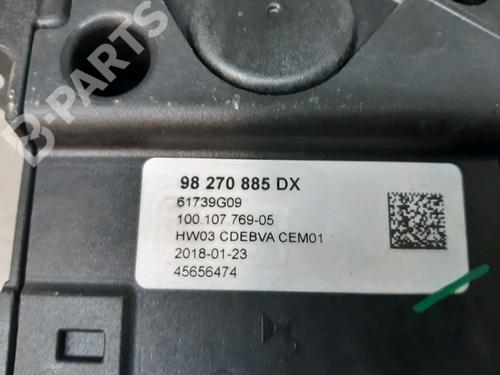 B-PARTS
98 270 885 DX
61739G09
100.107.769-05
HW03 CDEBVA CEM01
2018-01-23
45656474